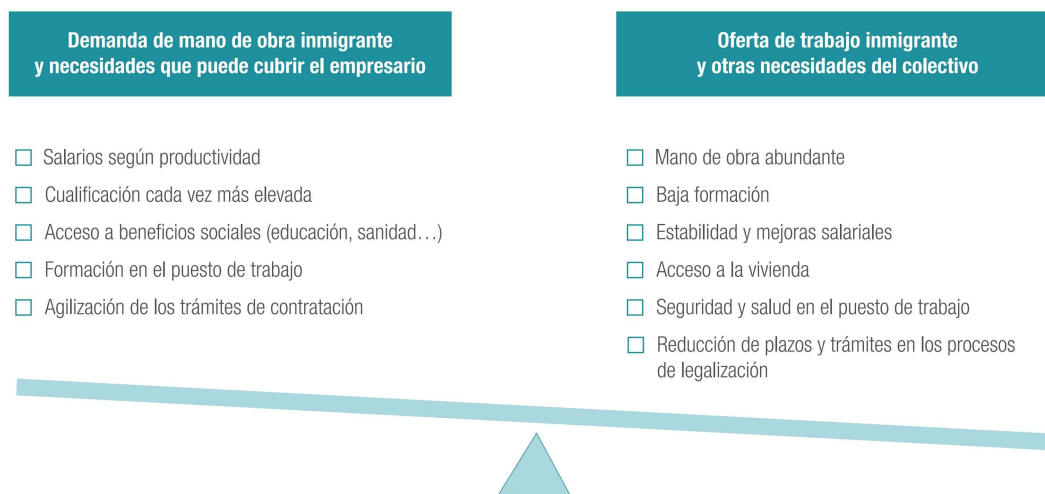 Demanda de mano de obra inmigrante
y necesidades que puede cubrir el empresario
Salarios según productividad
Cualificación cada vez más elevada
Acceso a beneficios sociales (educación, sanidad…)
Formación en el puesto de trabajo
Agilización de los trámites de contratación
Oferta de trabajo inmigrante
y otras necesidades del colectivo
Mano de obra abundante
Baja formación
Estabilidad y mejoras salariales
Acceso a la vivienda
Seguridad y salud en el puesto de trabajo
Reducción de plazos y trámites en los procesos
de legalización